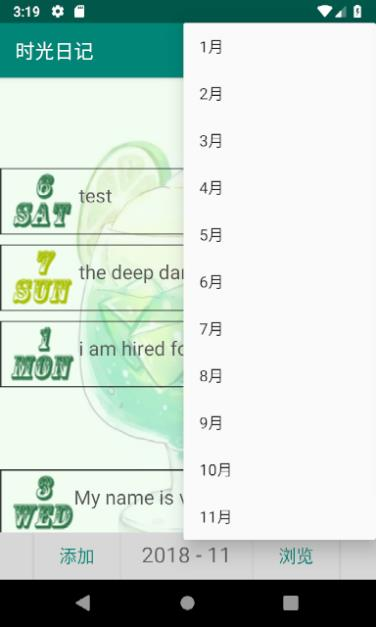 3:19
时光日记
1月
2月
3月
4月
5月
6月
7月
8月
9月
10月
11月
6
SAT
test
7
SUN
the deep dar
1
MON
i am hired fo
3
WED
My name is v
添加
2018 - 11
浏览